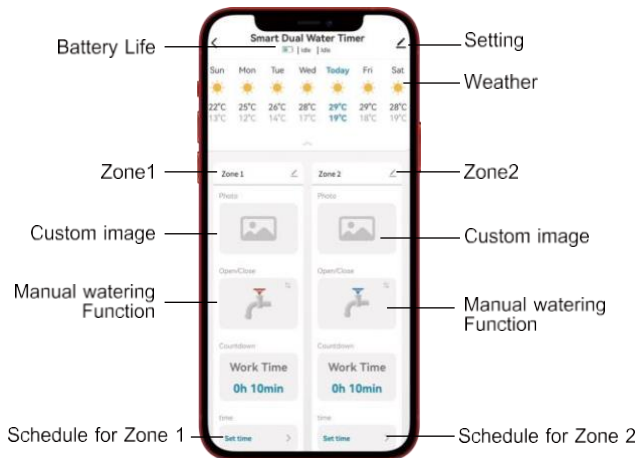 Smart Dual Water Timer
Idle Idle
Battery Life
Setting
Sun Mon Tue Wed Today Fri Sat
Weather
22°C 25°C 26°C 28°C 29°C 29°C 28°C
13°C 12°C 14°C 17°C 19°C 18°C 19°C
Zone1
Zone 1
Zone 2
Zone2
Photo Photo
Custom image
Custom image
Open/Close Open/Close
Manual watering
Function
Manual watering
Function
Countdown Countdown
Work Time Work Time
0h 10min 0h 10min
time time
Schedule for Zone 1
Set time Set time
Schedule for Zone 2